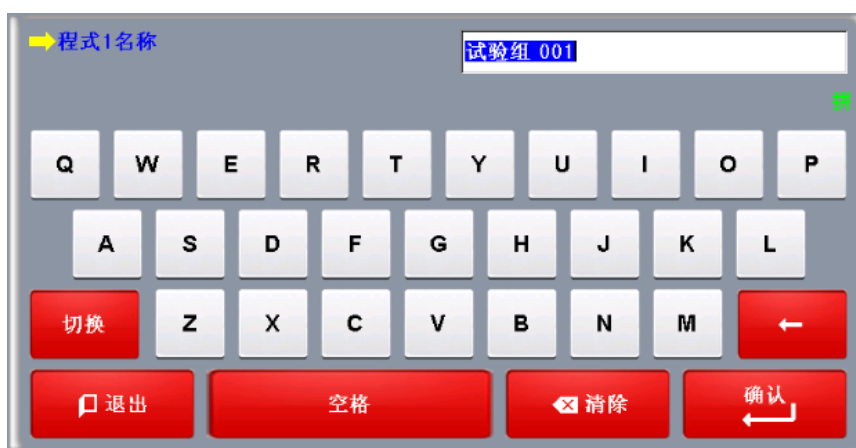 程式1名称 试验组 001
拼
Q W E R T Y U I O P
A S D F G H J K L
切换 Z X C V B N M
退出 空格 清除 确认